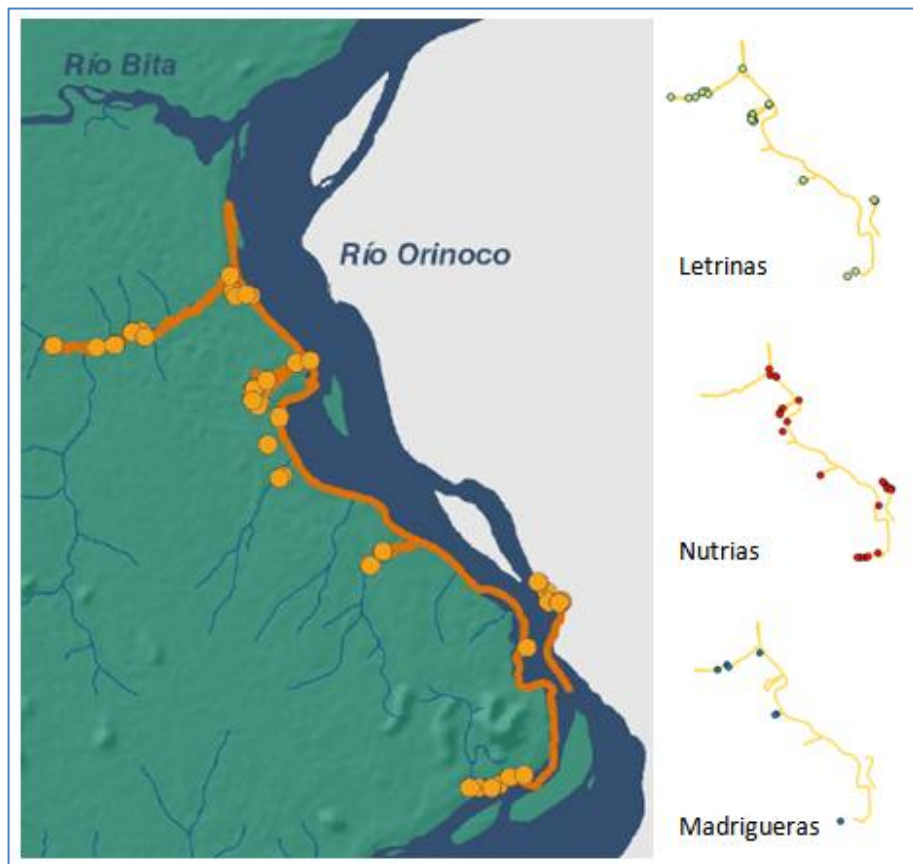 Río Bita
Río Orinoco
Letrinas
Nutrias
Madrigueras